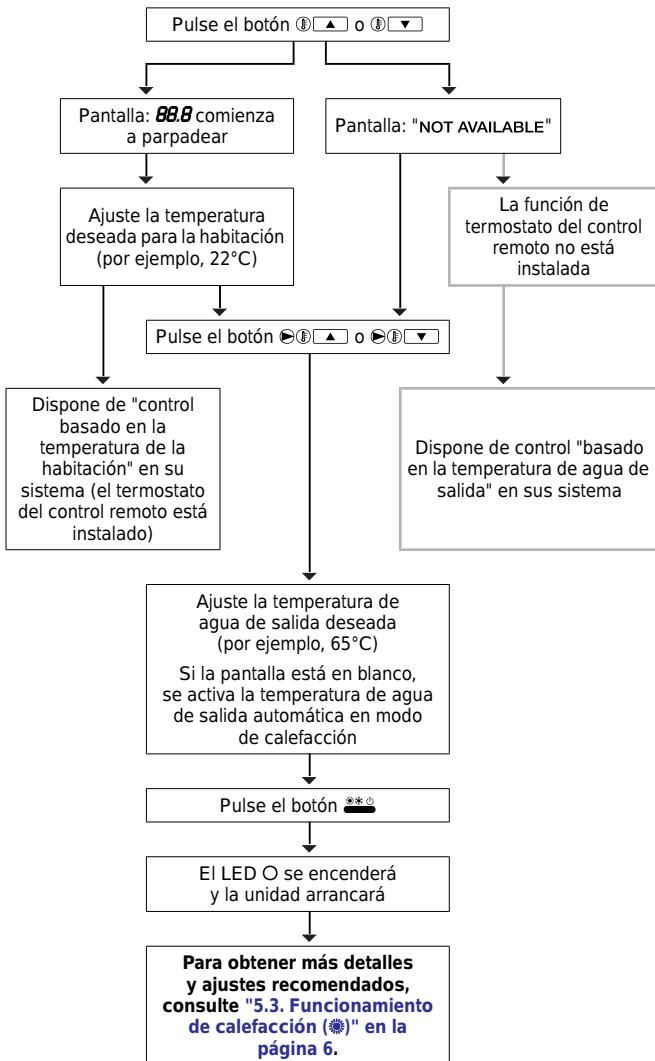 Pulse el botón ▲ o ▼
Pantalla: 88.8 comienza
a parpadear
Pantalla: "NOT AVAILABLE"
Ajuste la temperatura
deseada para la habitación
(por ejemplo, 22°C)
La función de
termostato del control
remoto no está
instalada
Pulse el botón ▲ o ▼
Dispone de "control
basado en la
temperatura de la
habitación" en su
sistema (el termostato
del control remoto está
instalado)
Dispone de control "basado
en la temperatura de agua de
salida" en sus sistema
Ajuste la temperatura de
agua de salida deseada
(por ejemplo, 65°C)
Si la pantalla está en blanco,
se activa la temperatura de agua
de salida automática en modo
de calefacción
Pulse el botón
El LED O se encenderá
y la unidad arrancará
Para obtener más detalles
y ajustes recomendados,
consulte "5.3. Funcionamiento
de calefacción (☀)" en la
página 6.